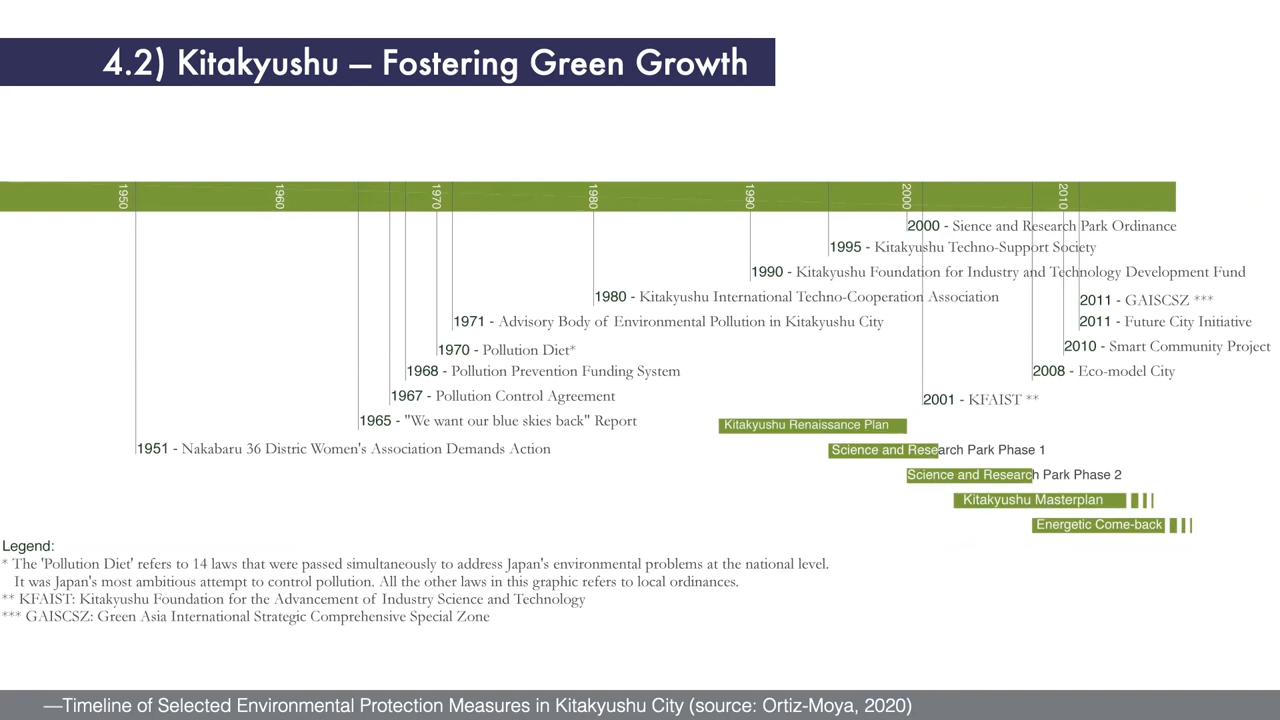 4.2) Kitakyushu — Fostering Green Growth
1950
1960
1970
1980
1990
2000
2010
2000 - Sience and Research Park Ordinance
1995 - Kitakyushu Techno-Support Society
1990 - Kitakyushu Foundation for Industry and Technology Development Fund
1980 - Kitakyushu International Techno-Cooperation Association
2011 - GAISCSZ ***
1971 - Advisory Body of Environmental Pollution in Kitakyushu City
2011 - Future City Initiative
1970 - Pollution Diet*
2010 - Smart Community Project
1968 - Pollution Prevention Funding System
2008 - Eco-model City
1967 - Pollution Control Agreement
2001 - KFAIST **
1965 - "We want our blue skies back" Report
Kitakyushu Renaissance Plan
1951 - Nakabaru 36 Distric Women's Association Demands Action
Science and Research Park Phase 1
Science and Research Park Phase 2
Kitakyushu Masterplan
Energetic Come-back
Legend:
* The 'Pollution Diet' refers to 14 laws that were passed simultaneously to address Japan's environmental problems at the national level.
It was Japan's most ambitious attempt to control pollution. All the other laws in this graphic refers to local ordinances.
** KFAIST: Kitakyushu Foundation for the Advancement of Industry Science and Technology
*** GAISCSZ: Green Asia International Strategic Comprehensive Special Zone
—Timeline of Selected Environmental Protection Measures in Kitakyushu City (source: Ortiz-Moya, 2020)